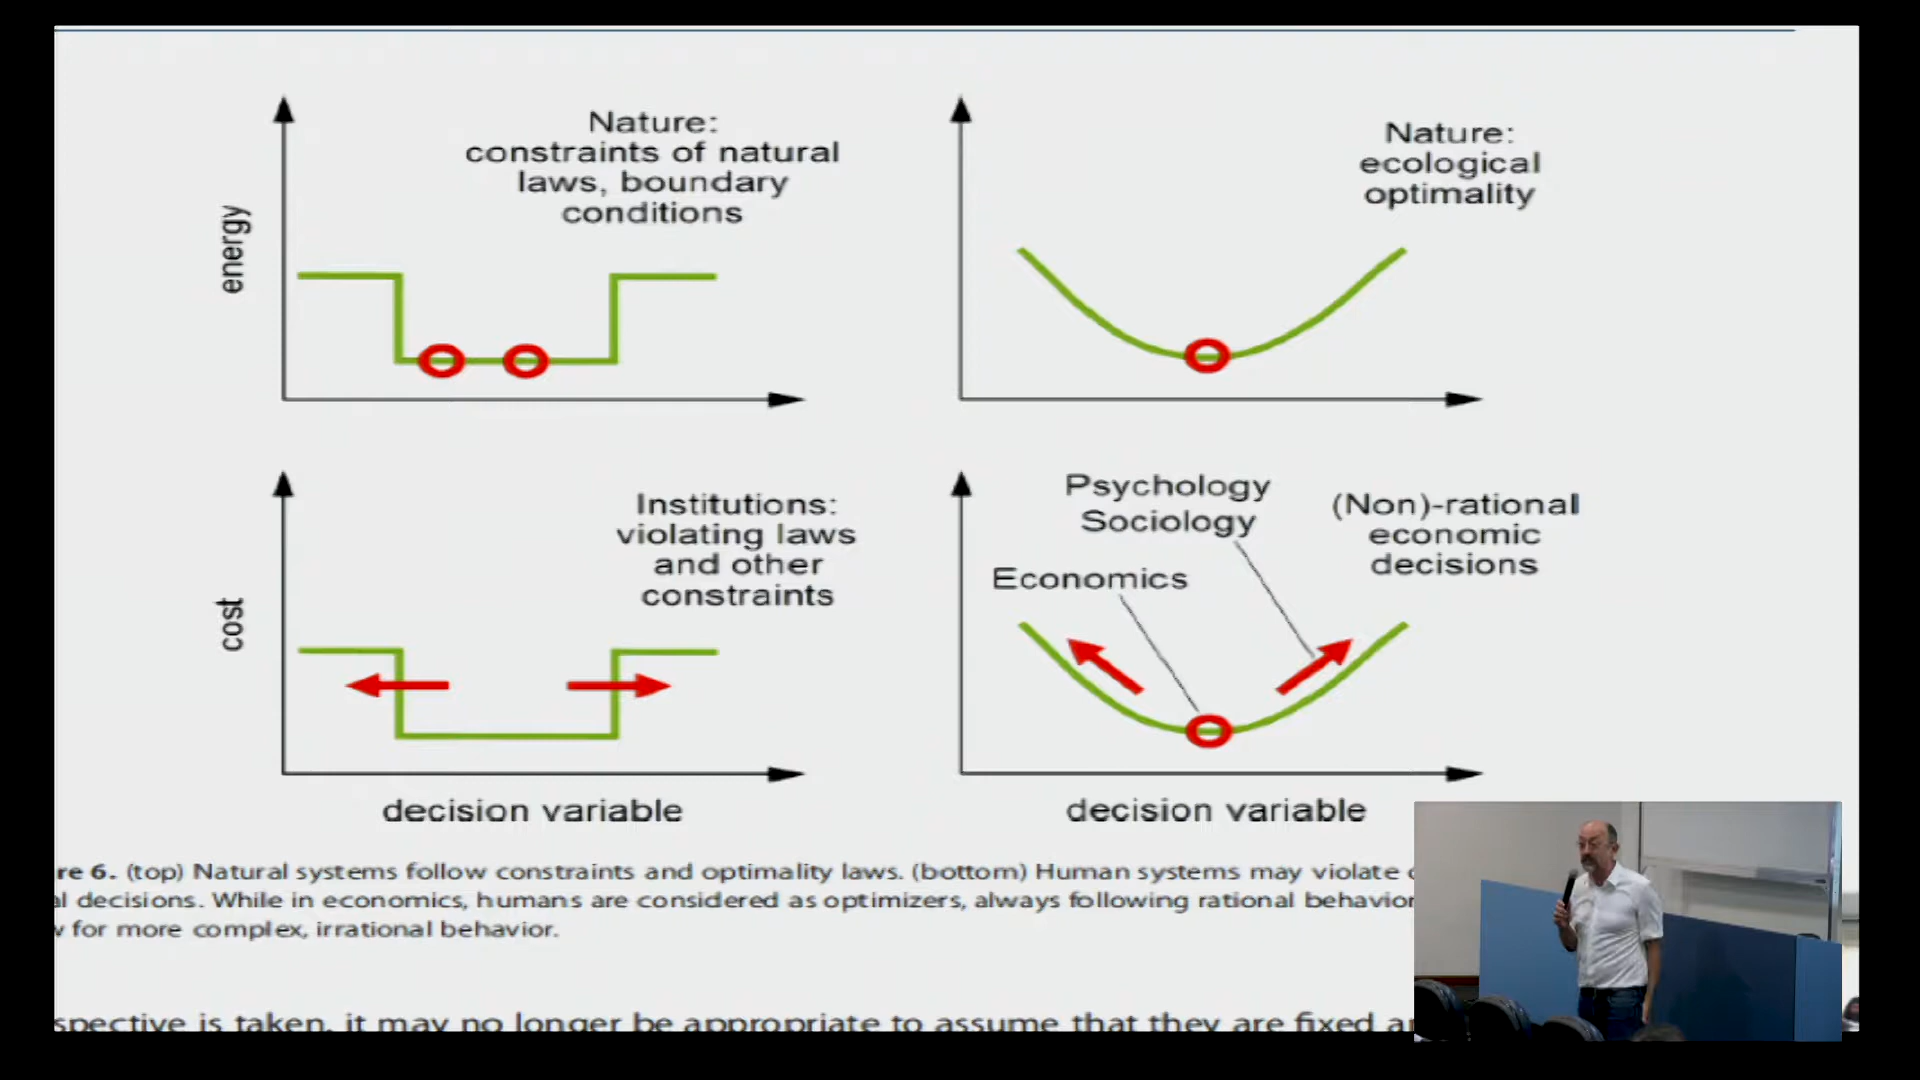 Nature:
constraints of natural
laws, boundary
conditions
energy
Nature:
ecological
optimality
Institutions:
violating laws
and other
constraints
cost
decision variable
Psychology
Sociology
Economics
(Non)-rational
economic
decisions
decision variable
re 6. (top) Natural systems follow constraints and optimality laws. (bottom) Human systems may violate
al decisions. While in economics, humans are considered as optimizers, always following rational behavior
for more complex, irrational behavior.
spective is taken, it may no longer be appropriate to assume that they are fixed